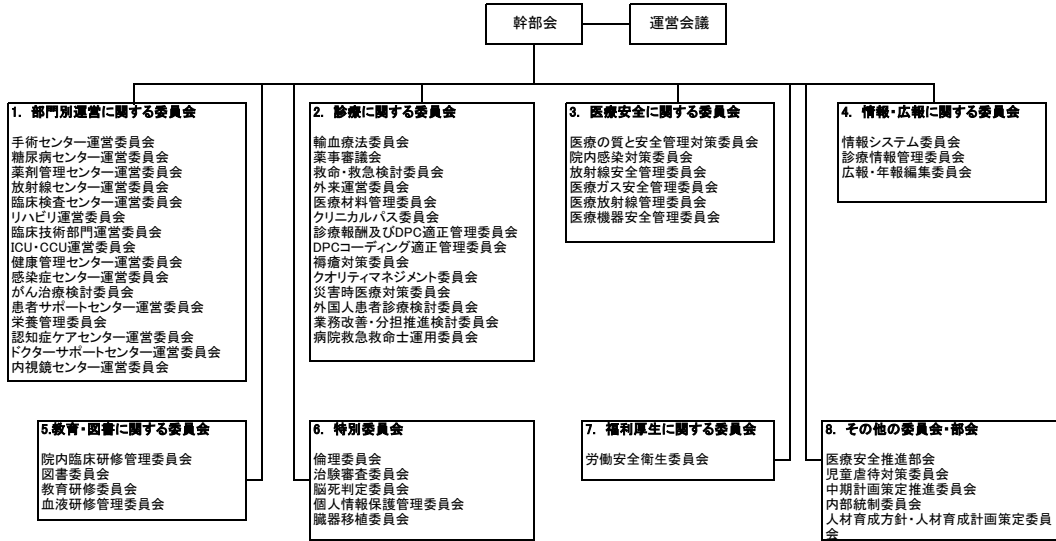 幹部会
運営会議
1. 部門別運営に関する委員会
手術センター運営委員会
糖尿病センター運営委員会
薬剤管理センター運営委員会
放射線センター運営委員会
臨床検査センター運営委員会
リハビリ運営委員会
臨床技術部門運営委員会
ICU・CCU運営委員会
健康管理センター運営委員会
感染症センター運営委員会
がん治療検討委員会
患者サポートセンター運営委員会
栄養管理委員会
認知症ケアセンター運営委員会
ドクターサポートセンター運営委員会
内視鏡センター運営委員会
2. 診療に関する委員会
輸血療法委員会
薬事審議会
救命・救急検討委員会
外来運営委員会
医療材料管理委員会
クリニカルパス委員会
診療報酬及びDPC適正管理委員会
DPCコーディング適正管理委員会
褥瘡対策委員会
クオリティマネジメント委員会
災害時医療対策委員会
外国人患者診療検討委員会
業務改善・分担推進検討委員会
病院救急救命士運用委員会
3. 医療安全に関する委員会
医療の質と安全管理対策委員会
院内感染対策委員会
放射線安全管理委員会
医療ガス安全管理委員会
医療放射線管理委員会
医療機器安全管理委員会
4. 情報・広報に関する委員会
情報システム委員会
診療情報管理委員会
広報・年報編集委員会
5.教育・図書に関する委員会
院内臨床研修管理委員会
図書委員会
教育研修委員会
血液研修管理委員会
6. 特別委員会
倫理委員会
治験審査委員会
脳死判定委員会
個人情報保護管理委員会
臓器移植委員会
7. 福利厚生に関する委員会
労働安全衛生委員会
8. その他の委員会・部会
医療安全推進部会
児童虐待対策委員会
中期計画策定推進委員会
内部統制委員会
人材育成方針・人材育成計画策定委員
会